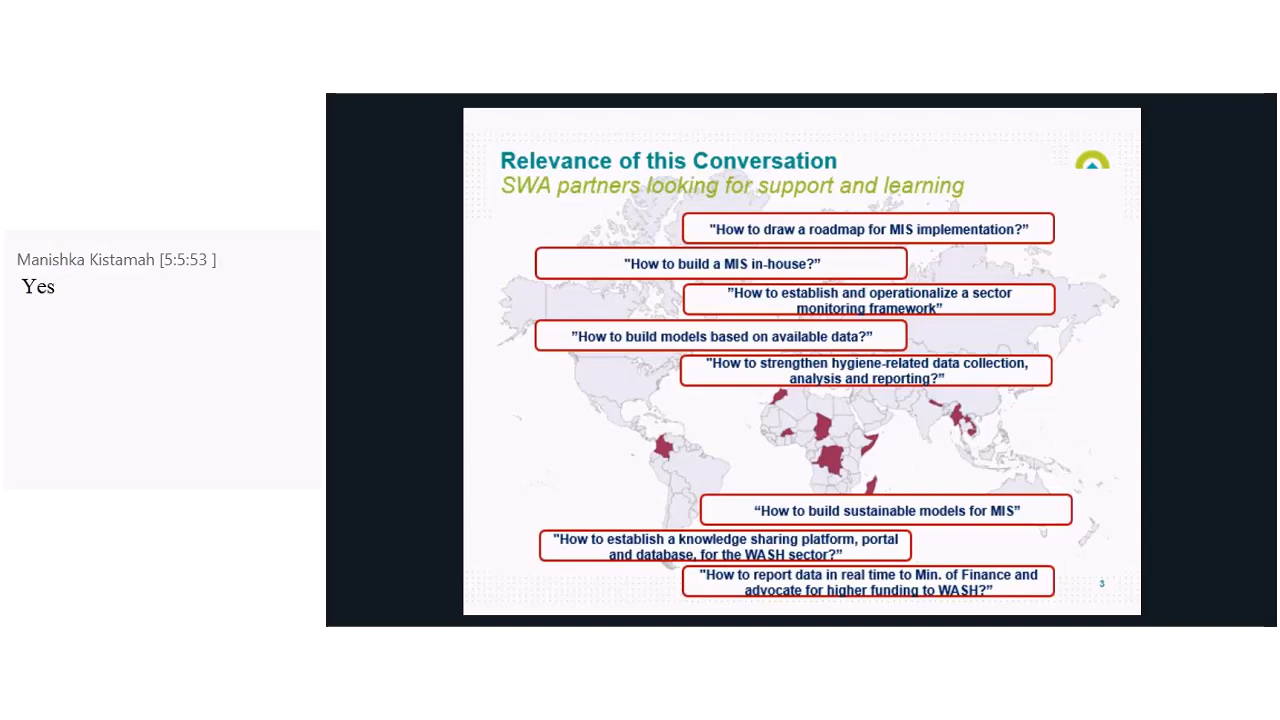 Manishka Kistamah [5:5:53 ]
Yes
Relevance of this Conversation
SWA partners looking for support and learning
"How to draw a roadmap for MIS implementation?”
"How to build a MIS in-house?”
”How to establish and operationalize a sector
monitoring framework”
”How to build models based on available data?”
"How to strengthen hygiene-related data collection,
analysis and reporting?”
“How to build sustainable models for MIS”
"How to establish a knowledge sharing platform, portal
and database, for the WASH sector?”
"How to report data in real time to Min. of Finance and
advocate for higher funding to WASH?”
3